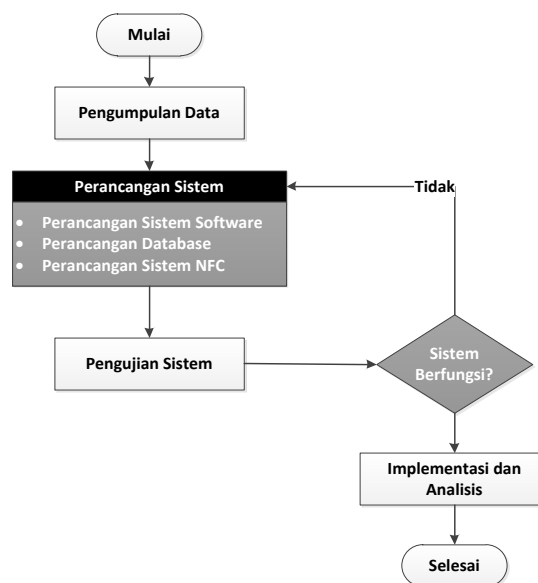 Mulai
Pengumpulan Data
Perancangan Sistem
Tidak
• Perancangan Sistem Software
• Perancangan Database
• Perancangan Sistem NFC
Pengujian Sistem
Sistem
Berfungsi?
Implementasi dan
Analisis
Selesai